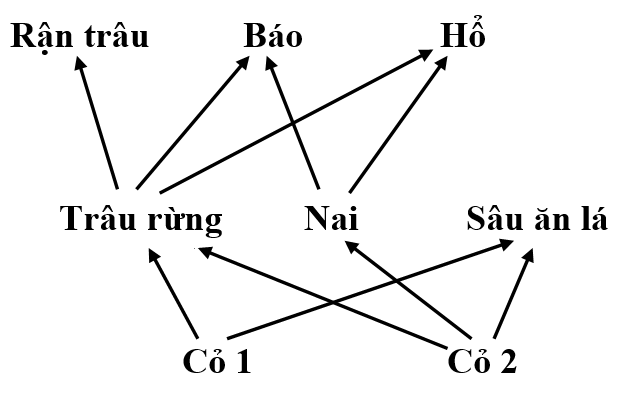 Rận trâu Báo Hổ
Trâu rừng Nai Sâu ăn lá
Cỏ 1 Cỏ 2